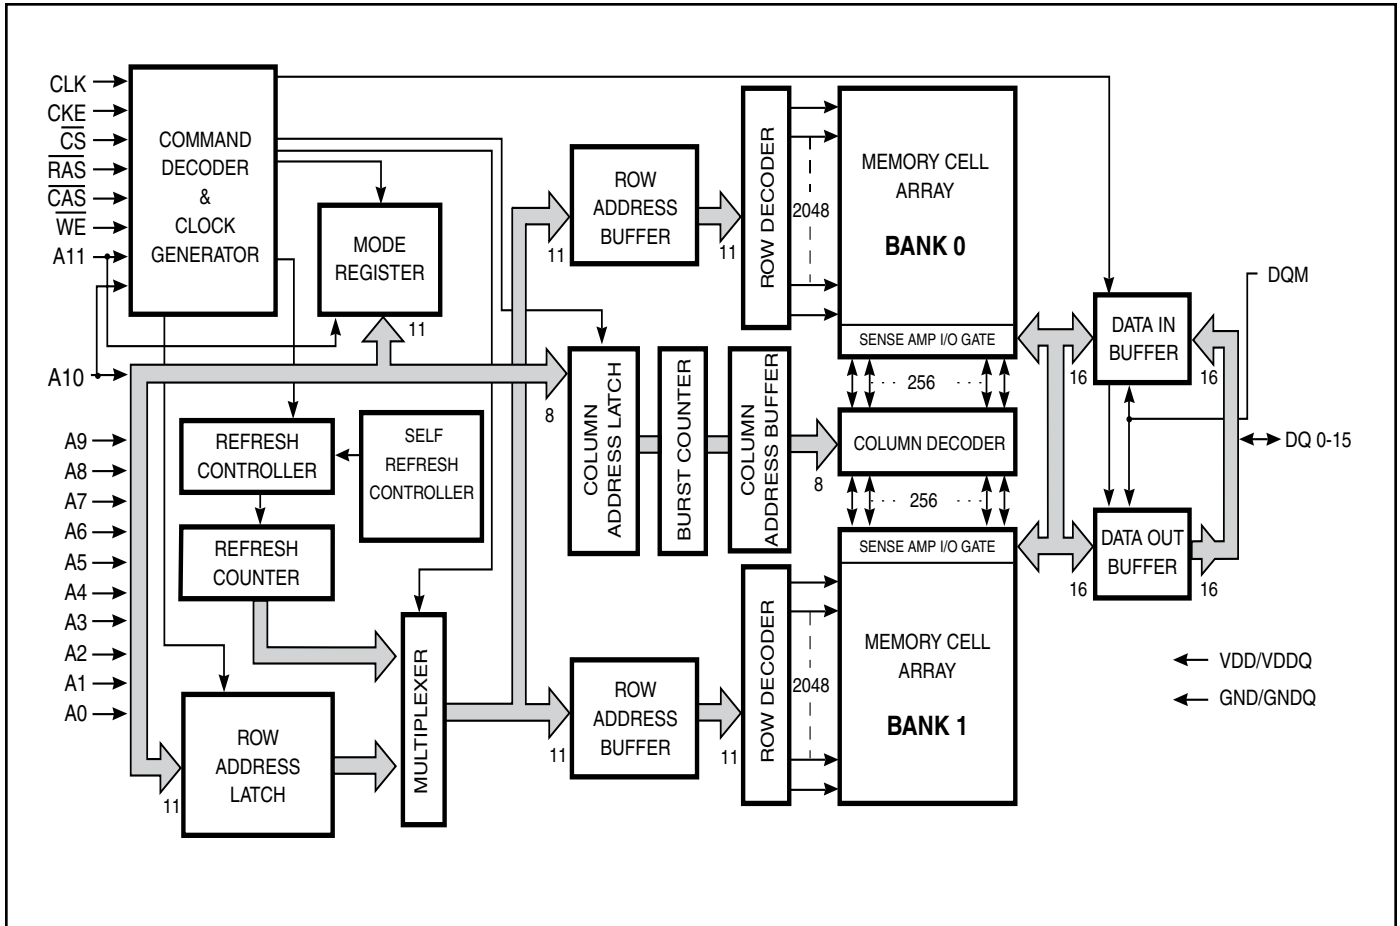 CLK
CKE
CS
RAS
CAS
WE
A11
A10
A9
A8
A7
A6
A5
A4
A3
A2
A1
A0
COMMAND
DECODER
&
CLOCK
GENERATOR
MODE
REGISTER
11
REFRESH
CONTROLLER
SELF
REFRESH
CONTROLLER
REFRESH
COUNTER
ROW
ADDRESS
LATCH
11
MULTIPLEXER
ROW
ADDRESS
BUFFER
11
11
ROW DECODER
2048
MEMORY CELL
ARRAY
BANK 0
SENSE AMP I/O GATE
8
COLUMN
ADDRESS LATCH
BURST COUNTER
COLUMN
ADDRESS BUFFER
8
256
COLUMN DECODER
256
SENSE AMP I/O GATE
MEMORY CELL
ARRAY
BANK 1
ROW
ADDRESS
BUFFER
11
11
ROW DECODER
2048
DQM
DATA IN
BUFFER
16
16
DQ 0-15
DATA OUT
BUFFER
16
16
VDD/VDDQ
GND/GNDQ